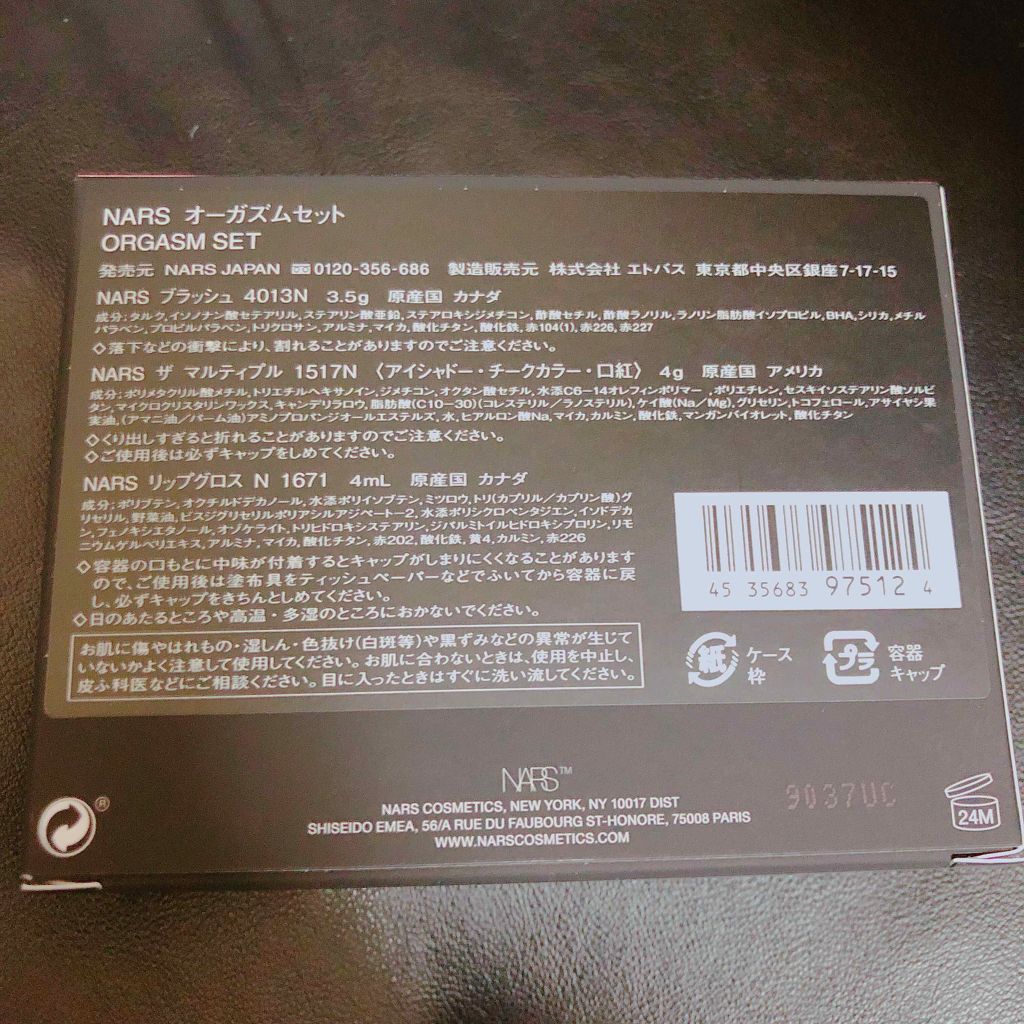 NARS オーガズムセット
ORGASM SET
発売元 NARS JAPAN 0120-356-686 製造販売元 株式会社 エトバス 東京都中央区銀座7-17-15
NARS ブラッシュ 4013N 3.5g 原産国 カナダ
成分:タルク,イソノナン酸セテアリル,ステアリン酸亜鉛,ステアロキシジメチコン,酢酸セチル,酢酸ラノリル,ラノリン脂肪酸イソプロピル,BHA,シリカ,メチル
パラベン,プロピルパラベン,トリクロサン,アルミナ,マイカ,酸化チタン,酸化鉄,赤104(1),赤226,赤227
◇落下などの衝撃により、割れることがありますのでご注意ください。
NARS ザ マルティプル 1517N 〈アイシャドー・チークカラー・口紅〉 4g 原産国 アメリカ
成分:ポリメタクリル酸メチル,トリエチルヘキサノイン,ジメチコン,オクタン酸セチル,水添C6-14オレフィンポリマー,ポリエチレン,セスキイソステアリン酸ソルビ
タン,マイクロクリスタリンワックス,キャンデリラロウ,脂肪酸(C10-30)(コレステリル/ラノステリル),ケイ酸(Na/Mg),グリセリン,トコフェロール,アサイヤシ果
実油,(アマニ油/パーム油)アミノプロパンジオールエステルズ,水,ヒアルロン酸Na,マイカ,カルミン,酸化鉄,マンガンバイオレット,酸化チタン
◇くり出しすぎると折れることがありますのでご注意ください。
◇ご使用後は必ずキャップをしめてください。
NARS リップグロス N 1671 4mL 原産国 カナダ
成分:ポリブテン,オクチルドデカノール,水添ポリイソブテン,ミツロウ,トリ(カプリル/カプリン酸)グ
リセリル,野菜油,ビスジグリセリルポリアシルアジペート-2,水添ポリシクロペンタジエン,イソドデカ
ン,フェノキシエタノール,オゾケライト,トリヒドロキシステアリン,ジパルミトイルヒドロキシプロリン,リモ
ニウムゲルベリエキス,アルミナ,マイカ,酸化チタン,赤202,酸化鉄,黄4,カルミン,赤226
◇容器の口もとに中味が付着するとキャップがしまりにくくなることがあります
ので、ご使用後は塗布具をティッシュペーパーなどでふいてから容器に戻
し、必ずキャップをきちんとしめてください。
◇日のあたるところや高温・多湿のところにおかないでください。
お肌に傷やはれもの・湿しん・色抜け(白斑等)や黒ずみなどの異常が生じて
いないかよく注意して使用してください。お肌に合わないときは、使用を中止し、
皮ふ科医などにご相談ください。目に入ったときはすぐに洗い流してください。
45 35683 97512 4
紙 ケース
枠
プラ 容器
キャップ
NARS™
NARS COSMETICS, NEW YORK, NY 10017 DIST
SHISEIDO EMEA, 56/A RUE DU FAUBOURG ST-HONORE, 75008 PARIS
WWW.NARSCOSMETICS.COM
®
9037UC
24M